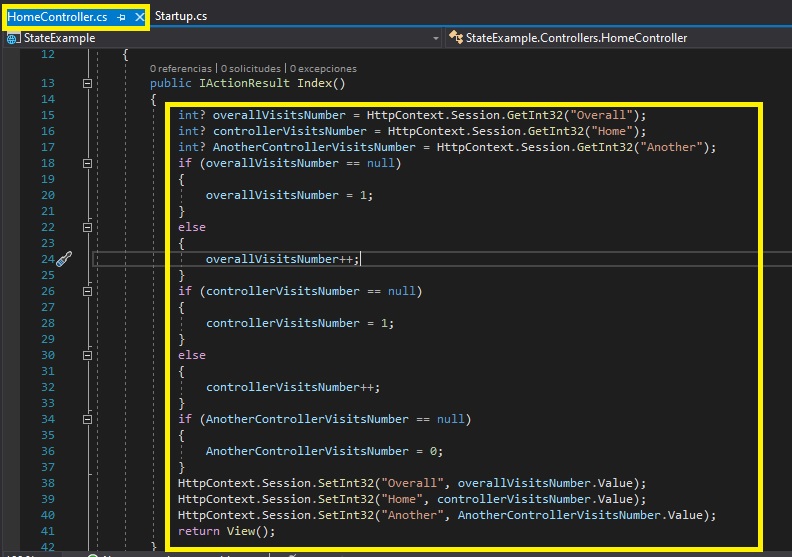 HomeController.cs Startup.cs
StateExample StateExample.Controllers.HomeController
12 {
0 referencias | 0 solicitudes | 0 excepciones
13 public IActionResult Index()
14 {
15 int? overallVisitsNumber = HttpContext.Session.GetInt32("Overall");
16 int? controllerVisitsNumber = HttpContext.Session.GetInt32("Home");
17 int? AnotherControllerVisitsNumber = HttpContext.Session.GetInt32("Another");
18 if (overallVisitsNumber == null)
19 {
20 overallVisitsNumber = 1;
21 }
22 else
23 {
24 overallVisitsNumber++;
25 }
26 if (controllerVisitsNumber == null)
27 {
28 controllerVisitsNumber = 1;
29 }
30 else
31 {
32 controllerVisitsNumber++;
33 }
34 if (AnotherControllerVisitsNumber == null)
35 {
36 AnotherControllerVisitsNumber = 0;
37 }
38 HttpContext.Session.SetInt32("Overall", overallVisitsNumber.Value);
39 HttpContext.Session.SetInt32("Home", controllerVisitsNumber.Value);
40 HttpContext.Session.SetInt32("Another", AnotherControllerVisitsNumber.Value);
41 return View();
42 }